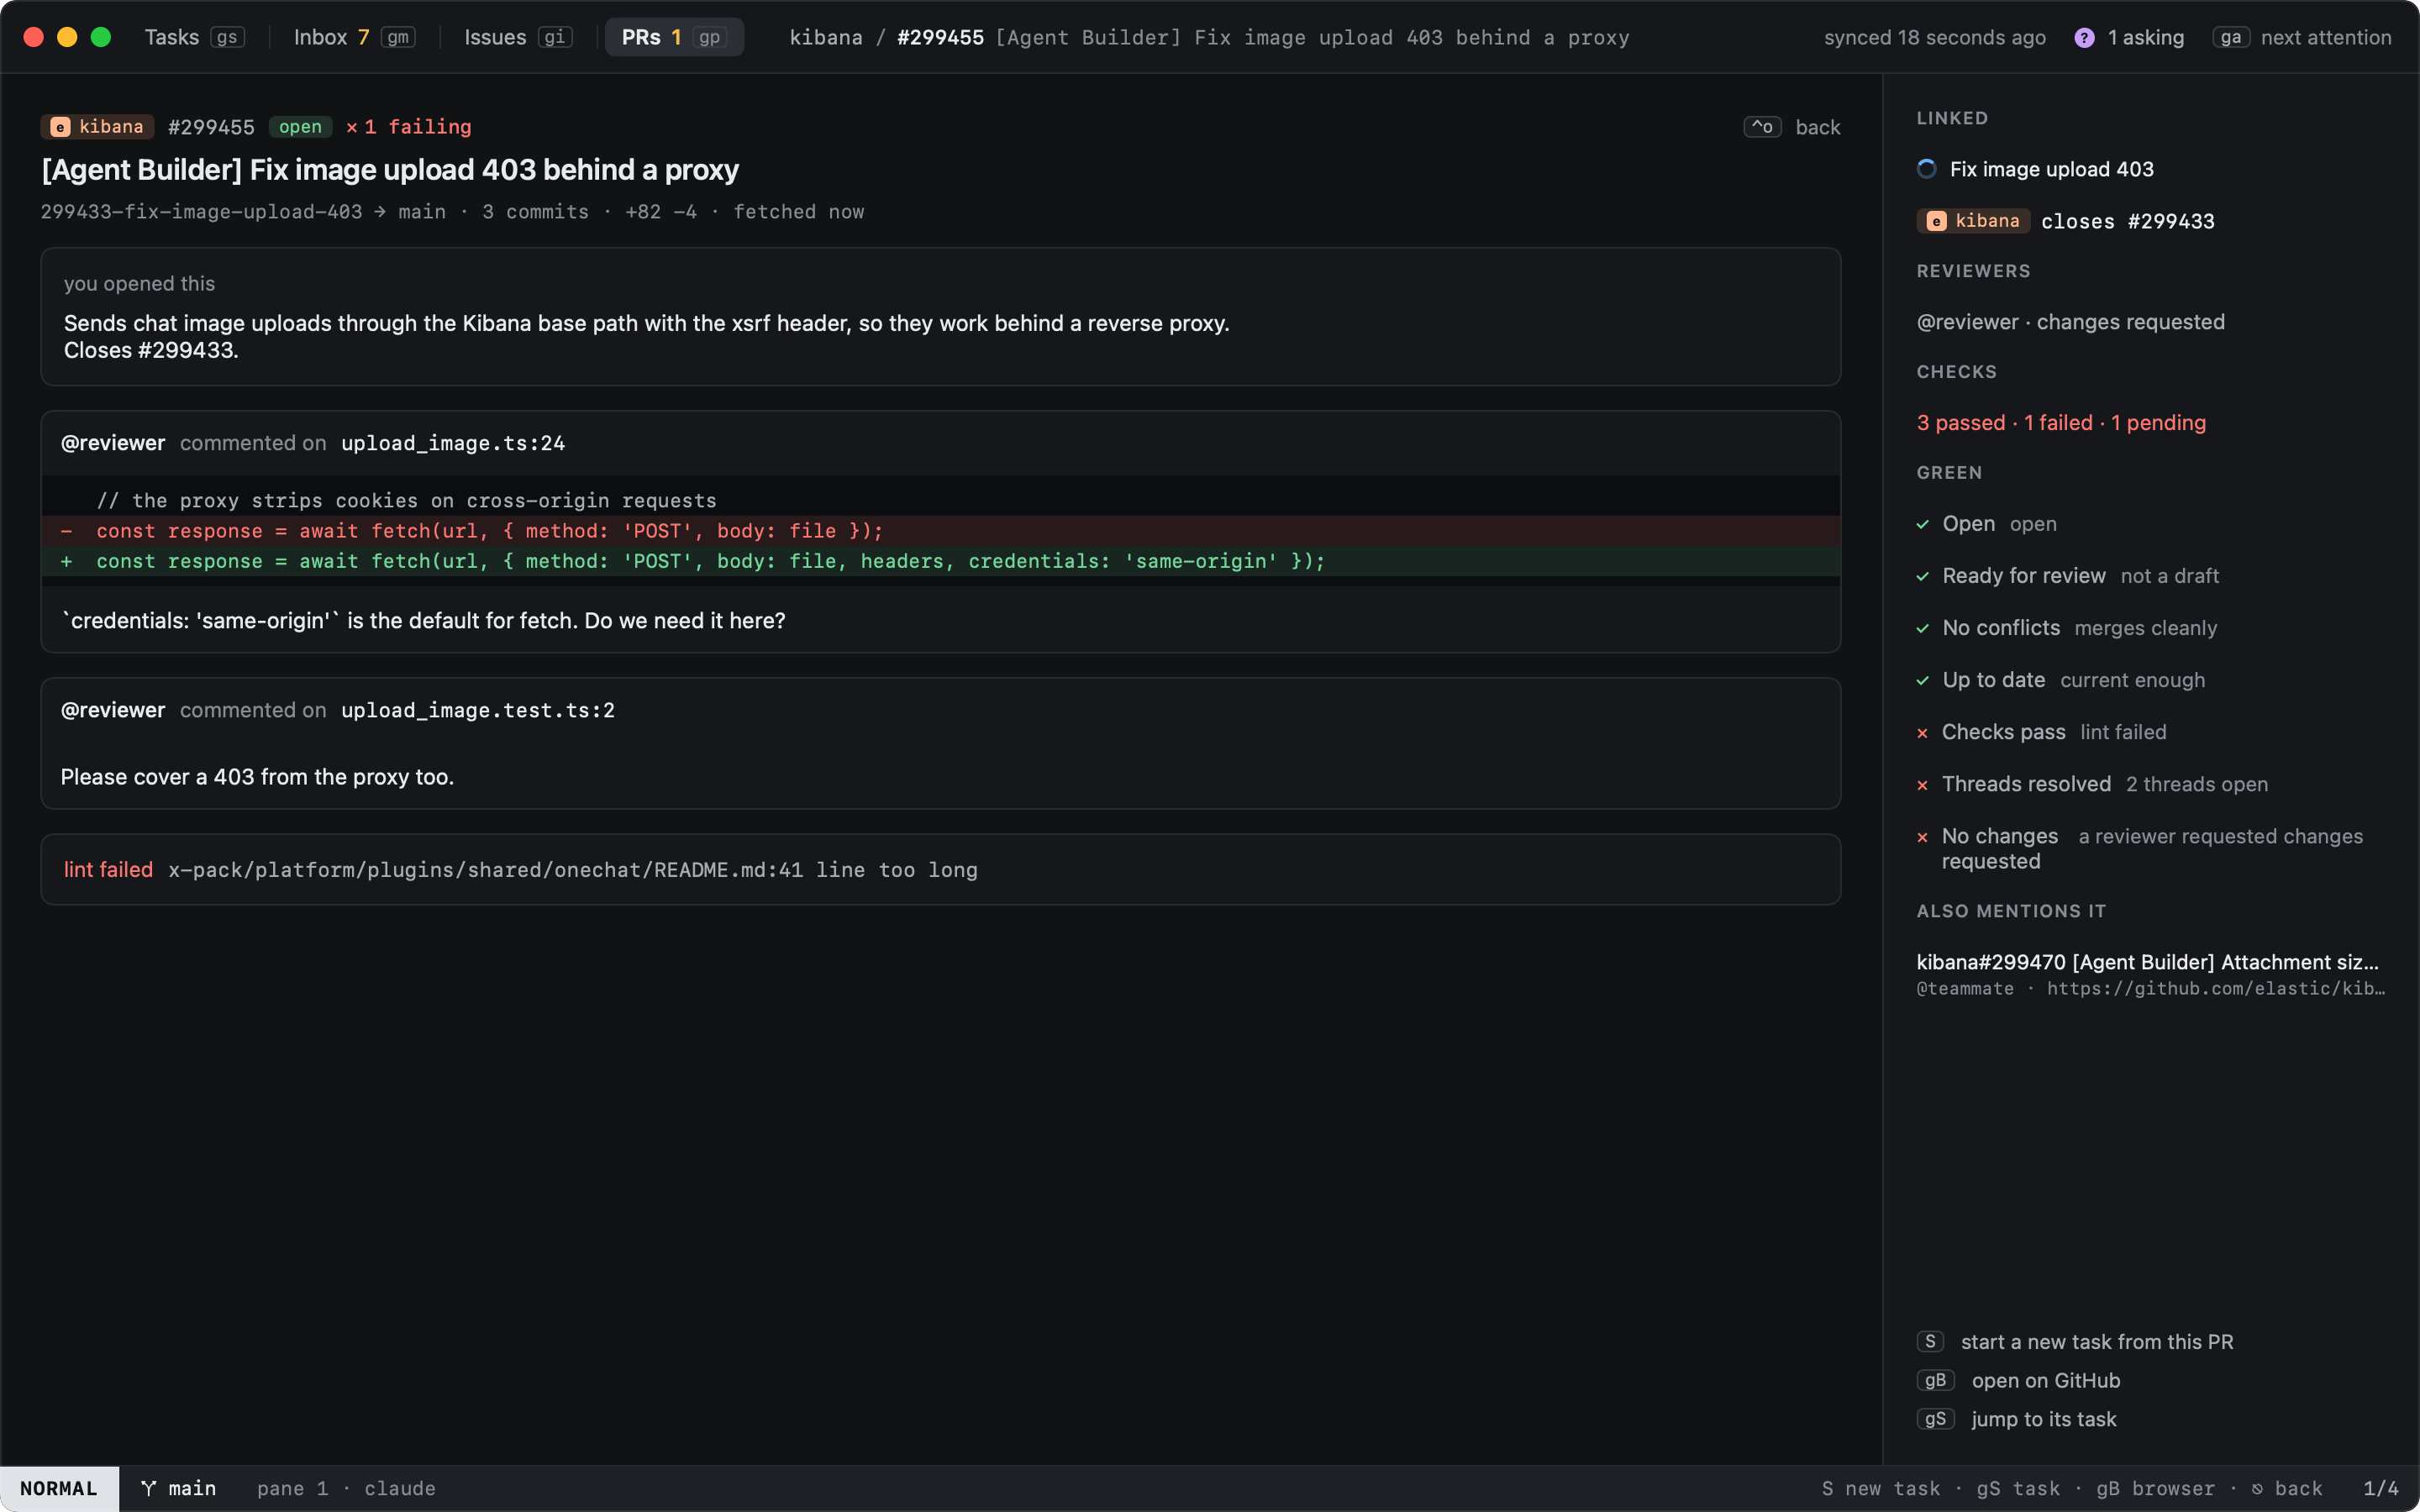 Tasks gs Inbox 7 gm Issues gi PRs 1 gp kibana / #299455 [Agent Builder] Fix image upload 403 behind a proxy synced 18 seconds ago ? 1 asking ga next attention
e kibana #299455 open × 1 failing ^o back
[Agent Builder] Fix image upload 403 behind a proxy
299433-fix-image-upload-403 → main · 3 commits · +82 -4 · fetched now
you opened this
Sends chat image uploads through the Kibana base path with the xsrf header, so they work behind a reverse proxy.
Closes #299433.
@reviewer commented on upload_image.ts:24
// the proxy strips cookies on cross-origin requests
- const response = await fetch(url, { method: 'POST', body: file });
+ const response = await fetch(url, { method: 'POST', body: file, headers, credentials: 'same-origin' });
`credentials: 'same-origin'` is the default for fetch. Do we need it here?
@reviewer commented on upload_image.test.ts:2
Please cover a 403 from the proxy too.
lint failed x-pack/platform/plugins/shared/onechat/README.md:41 line too long
LINKED
Fix image upload 403
e kibana closes #299433
REVIEWERS
@reviewer · changes requested
CHECKS
3 passed · 1 failed · 1 pending
GREEN
✓ Open open
✓ Ready for review not a draft
✓ No conflicts merges cleanly
✓ Up to date current enough
× Checks pass lint failed
× Threads resolved 2 threads open
× No changes a reviewer requested changes
requested
ALSO MENTIONS IT
kibana#299470 [Agent Builder] Attachment siz…
@teammate · https://github.com/elastic/kib…
S start a new task from this PR
gB open on GitHub
gS jump to its task
NORMAL main pane 1 · claude S new task · gS task · gB browser · ⎋ back 1/4